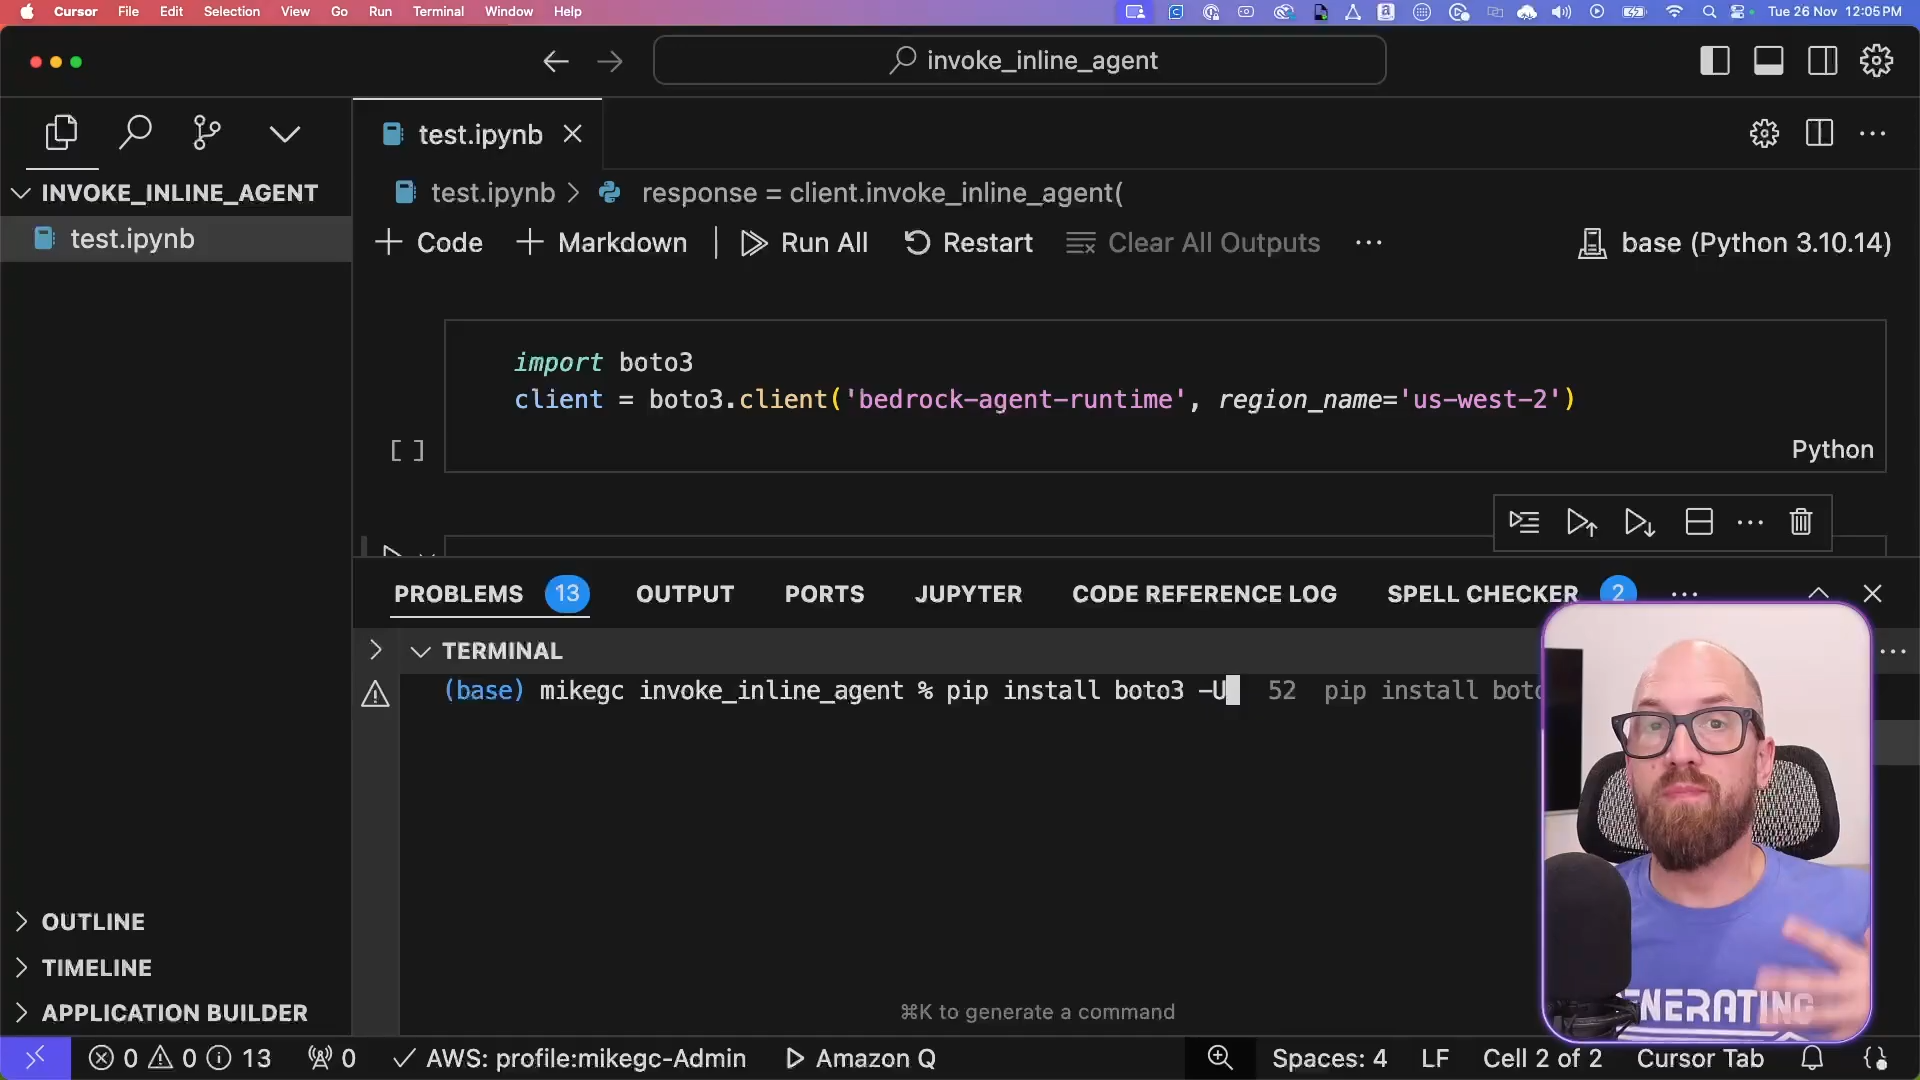 Cursor File Edit Selection View Go Run Terminal Window Help Tue 26 Nov 12:05 PM
invoke_inline_agent
test.ipynb
INVOKE_INLINE_AGENT
test.ipynb > response = client.invoke_inline_agent(
test.ipynb
+ Code + Markdown | Run All Restart Clear All Outputs ··· base (Python 3.10.14)
import boto3
client = boto3.client('bedrock-agent-runtime', region_name='us-west-2')
[ ]
Python
PROBLEMS 13 OUTPUT PORTS JUPYTER CODE REFERENCE LOG SPELL CHECKER 2 ···
TERMINAL
(base) mikegc invoke_inline_agent % pip install boto3 -U 52 pip install
OUTLINE
TIMELINE
APPLICATION BUILDER
⌘K to generate a command
ENERATING
0 0 13 0 AWS: profile:mikegc-Admin Amazon Q Spaces: 4 LF Cell 2 of 2 Cursor Tab